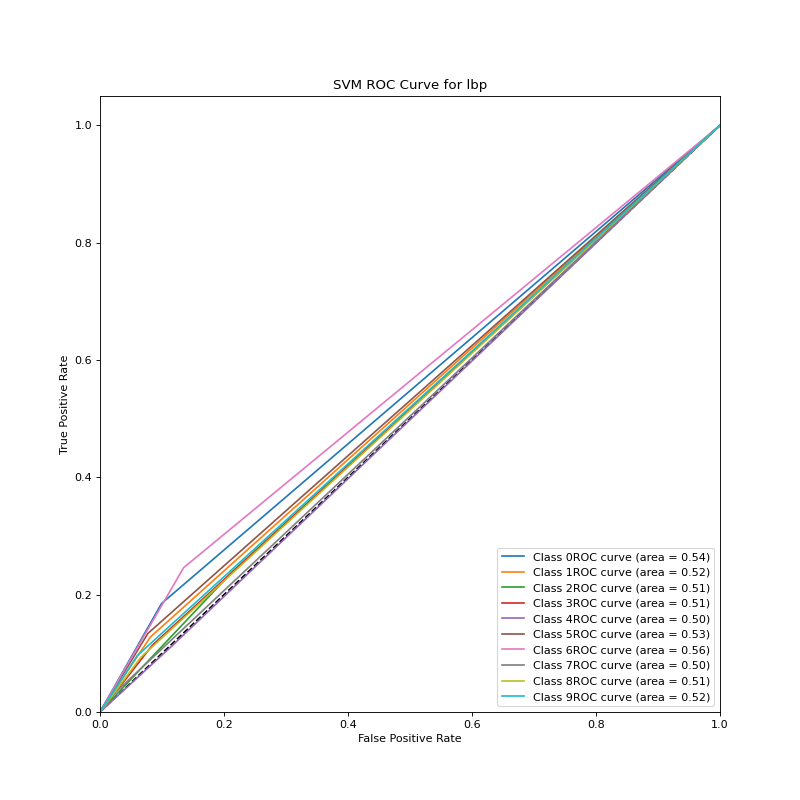 SVM ROC Curve for lbp
1.0
0.8
0.6
0.4
0.2
0.0
True Positive Rate
Class 0ROC curve (area = 0.54)
Class 1ROC curve (area = 0.52)
Class 2ROC curve (area = 0.51)
Class 3ROC curve (area = 0.51)
Class 4ROC curve (area = 0.50)
Class 5ROC curve (area = 0.53)
Class 6ROC curve (area = 0.56)
Class 7ROC curve (area = 0.50)
Class 8ROC curve (area = 0.51)
Class 9ROC curve (area = 0.52)
0.0 0.2 0.4 0.6 0.8 1.0
False Positive Rate